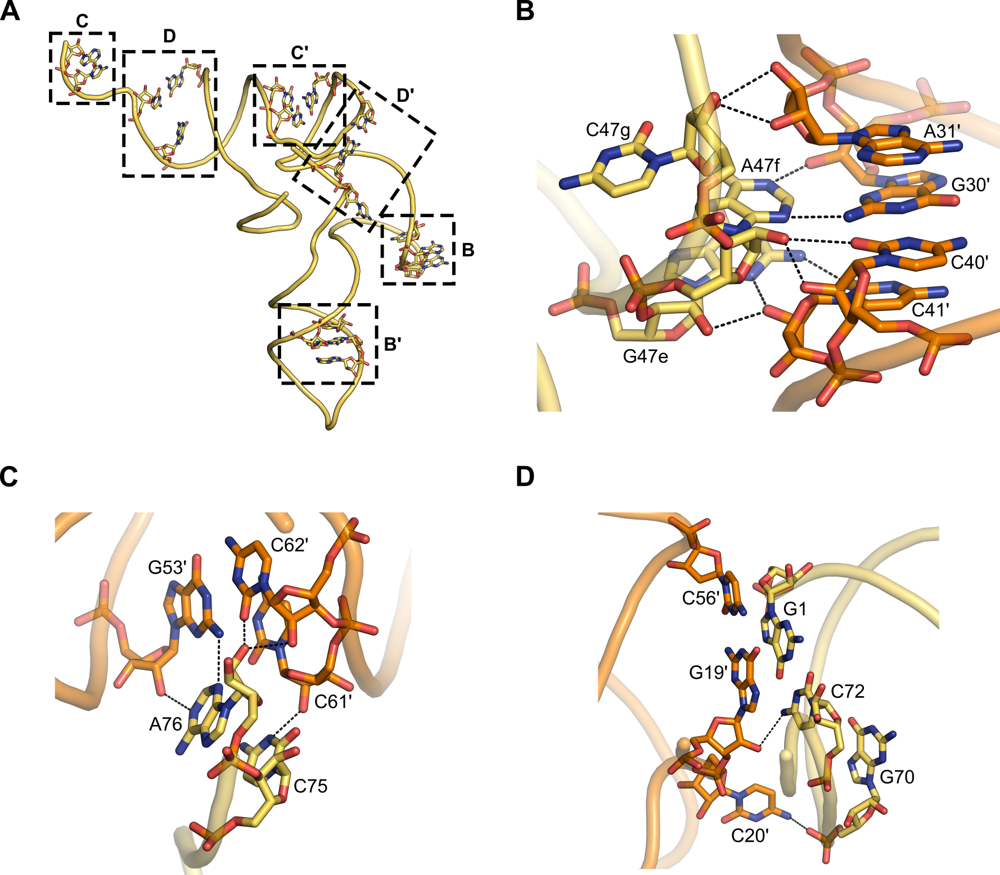 A
C
D
C'
D'
B
B'
B
C47g
A47f
A31'
G30'
C40'
C41'
G47e
C
C62'
G53'
A76
C61'
C75
D
C56'
G1
G19'
C72
G70
C20'